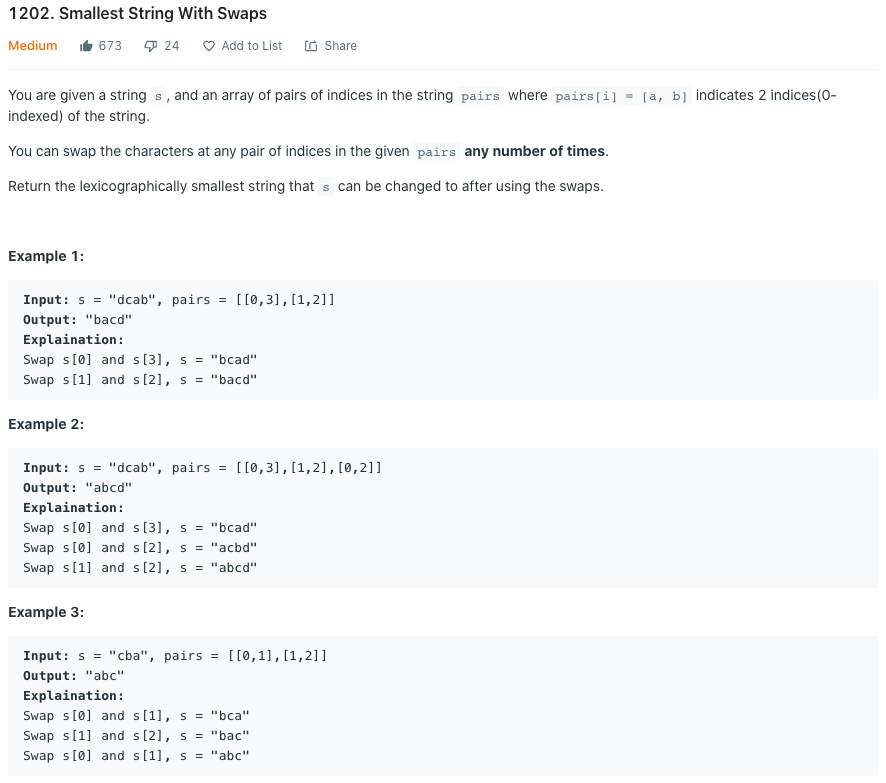 1202. Smallest String With Swaps
Medium 673 24 Add to List Share
You are given a string s , and an array of pairs of indices in the string pairs where pairs[i] = [a, b] indicates 2 indices(0-
indexed) of the string.
You can swap the characters at any pair of indices in the given pairs any number of times.
Return the lexicographically smallest string that s can be changed to after using the swaps.
Example 1:
Input: s = "dcab", pairs = [[0,3],[1,2]]
Output: "bacd"
Explaination:
Swap s[0] and s[3], s = "bcad"
Swap s[1] and s[2], s = "bacd"
Example 2:
Input: s = "dcab", pairs = [[0,3],[1,2],[0,2]]
Output: "abcd"
Explaination:
Swap s[0] and s[3], s = "bcad"
Swap s[0] and s[2], s = "acbd"
Swap s[1] and s[2], s = "abcd"
Example 3:
Input: s = "cba", pairs = [[0,1],[1,2]]
Output: "abc"
Explaination:
Swap s[0] and s[1], s = "bca"
Swap s[1] and s[2], s = "bac"
Swap s[0] and s[1], s = "abc"